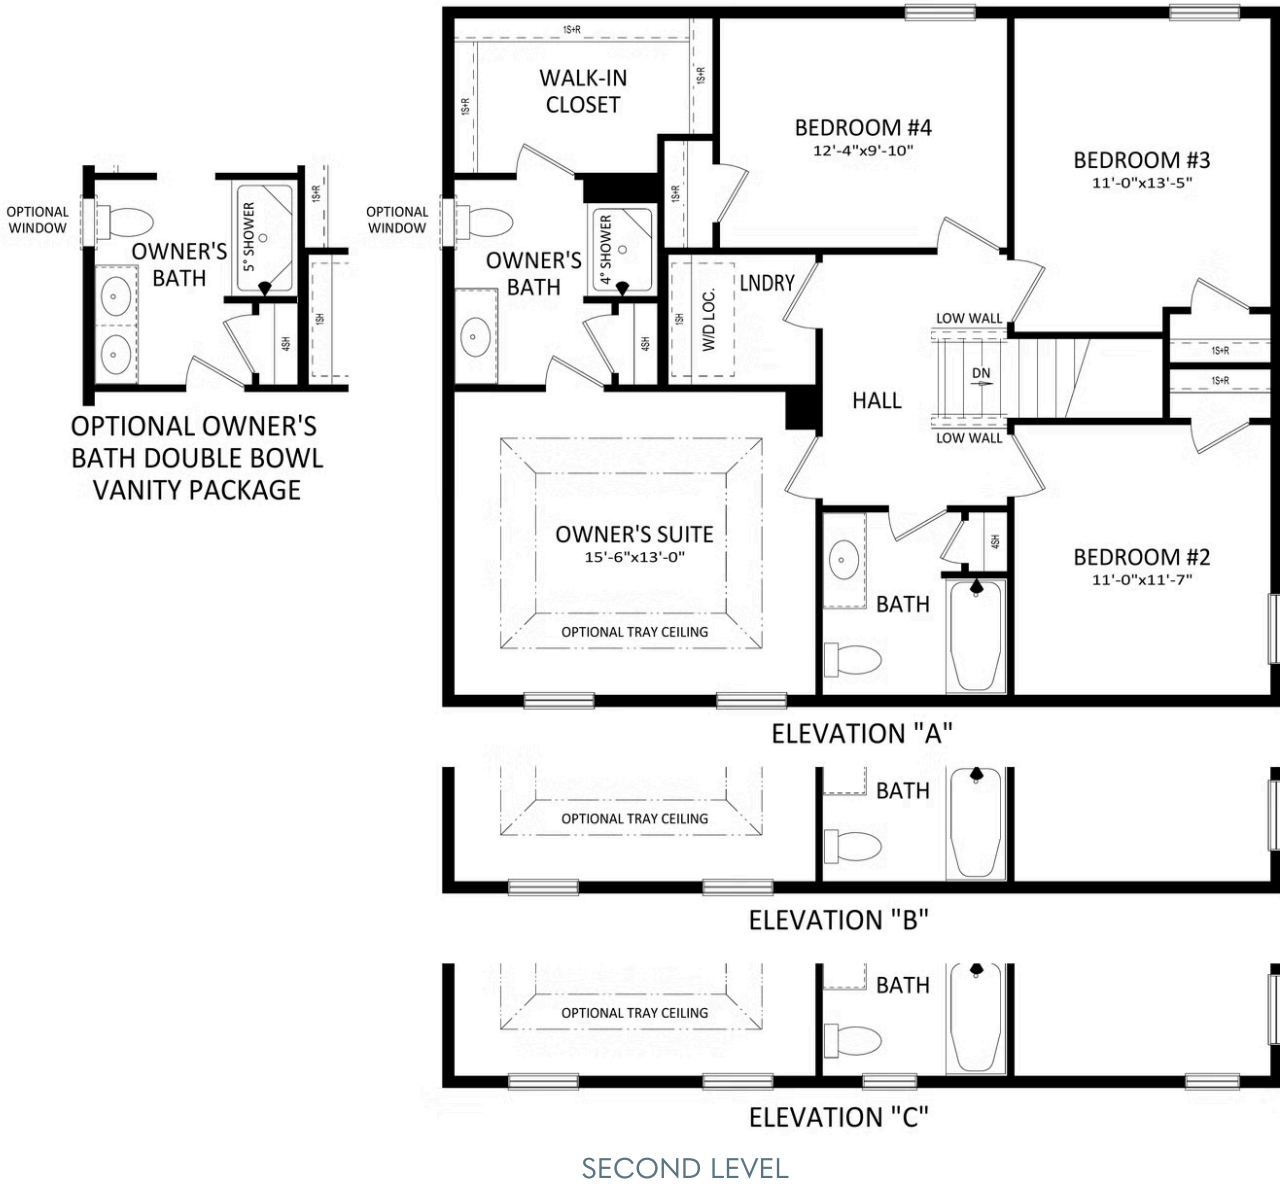 1S+R
WALK-IN
CLOSET
1S+R
1S+R
BEDROOM #4
12'-4"x9'-10"
BEDROOM #3
11'-0"x13'-5"
1S+R
1S+R
OPTIONAL
WINDOW
5° SHOWER
OWNER'S
BATH
OPTIONAL
WINDOW
4° SHOWER
OWNER'S
BATH
LNDRY
W/D LOC.
1SH
1SH
4SH
4SH
LOW WALL
DN
HALL
LOW WALL
1S+R
1S+R
OPTIONAL OWNER'S
BATH DOUBLE BOWL
VANITY PACKAGE
OWNER'S SUITE
15'-6"x13'-0"
OPTIONAL TRAY CEILING
4SH
BATH
BEDROOM #2
11'-0"x11'-7"
ELEVATION "A"
BATH
OPTIONAL TRAY CEILING
ELEVATION "B"
BATH
OPTIONAL TRAY CEILING
ELEVATION "C"
SECOND LEVEL